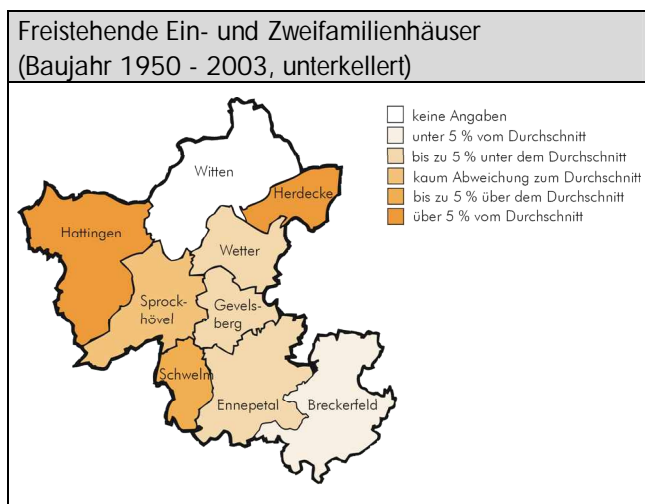 Freistehende Ein- und Zweifamilienhäuser
(Baujahr 1950 - 2003, unterkellert)
keine Angaben
unter 5 % vom Durchschnitt
bis zu 5 % unter dem Durchschnitt
kaum Abweichung zum Durchschnitt
bis zu 5 % über dem Durchschnitt
über 5 % vom Durchschnitt
Witten
Herdecke
Hattingen
Wetter
Sprock-
hövel
Gevels-
berg
Schwelm
Ennepetal
Breckerfeld